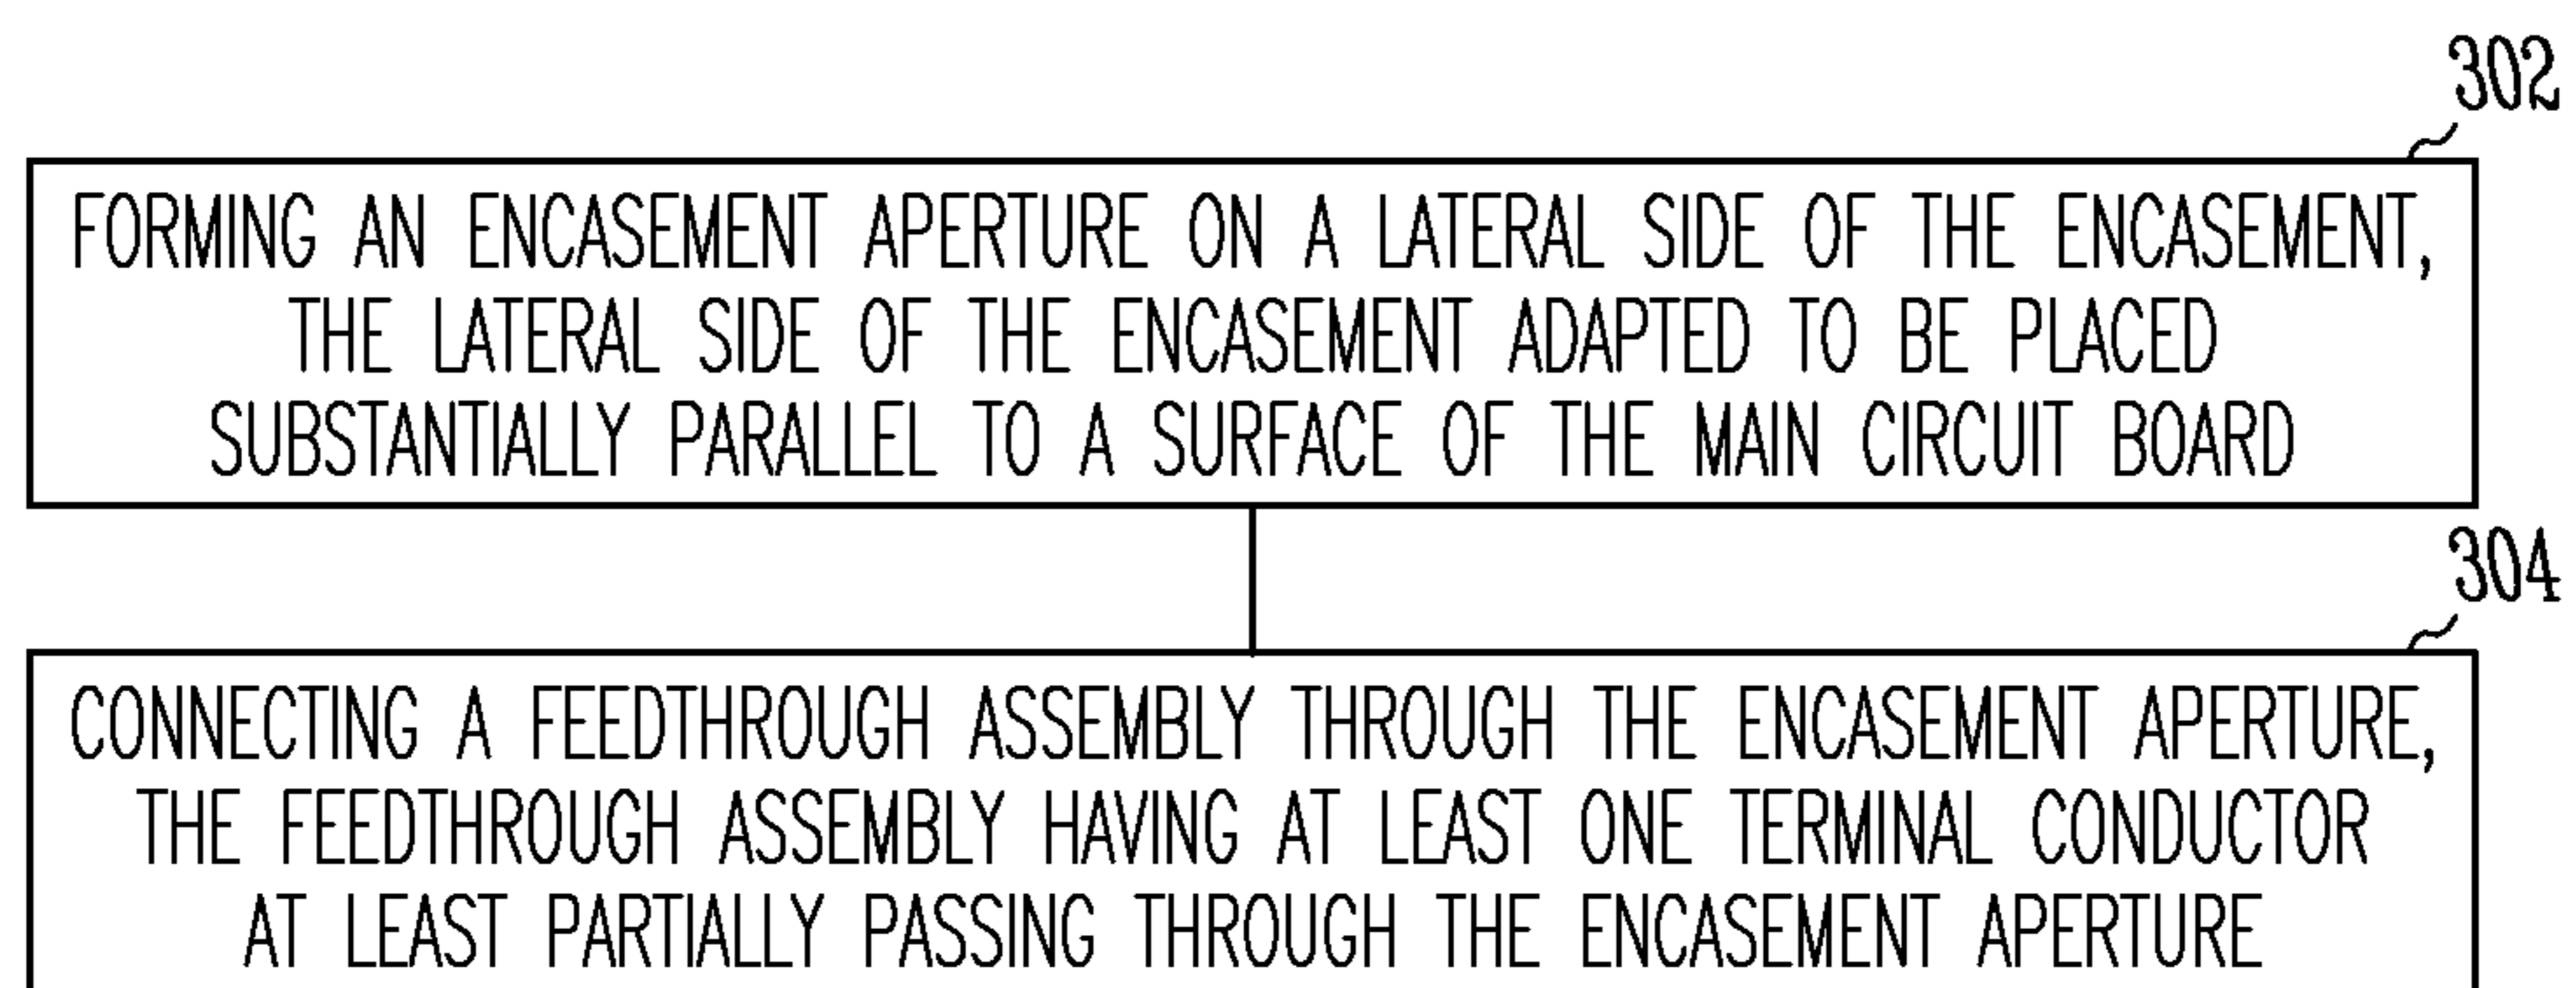 302
FORMING AN ENCASEMENT APERTURE ON A LATERAL SIDE OF THE ENCASEMENT,
THE LATERAL SIDE OF THE ENCASEMENT ADAPTED TO BE PLACED
SUBSTANTIALLY PARALLEL TO A SURFACE OF THE MAIN CIRCUIT BOARD
304
CONNECTING A FEEDTHROUGH ASSEMBLY THROUGH THE ENCASEMENT APERTURE,
THE FEEDTHROUGH ASSEMBLY HAVING AT LEAST ONE TERMINAL CONDUCTOR
AT LEAST PARTIALLY PASSING THROUGH THE ENCASEMENT APERTURE